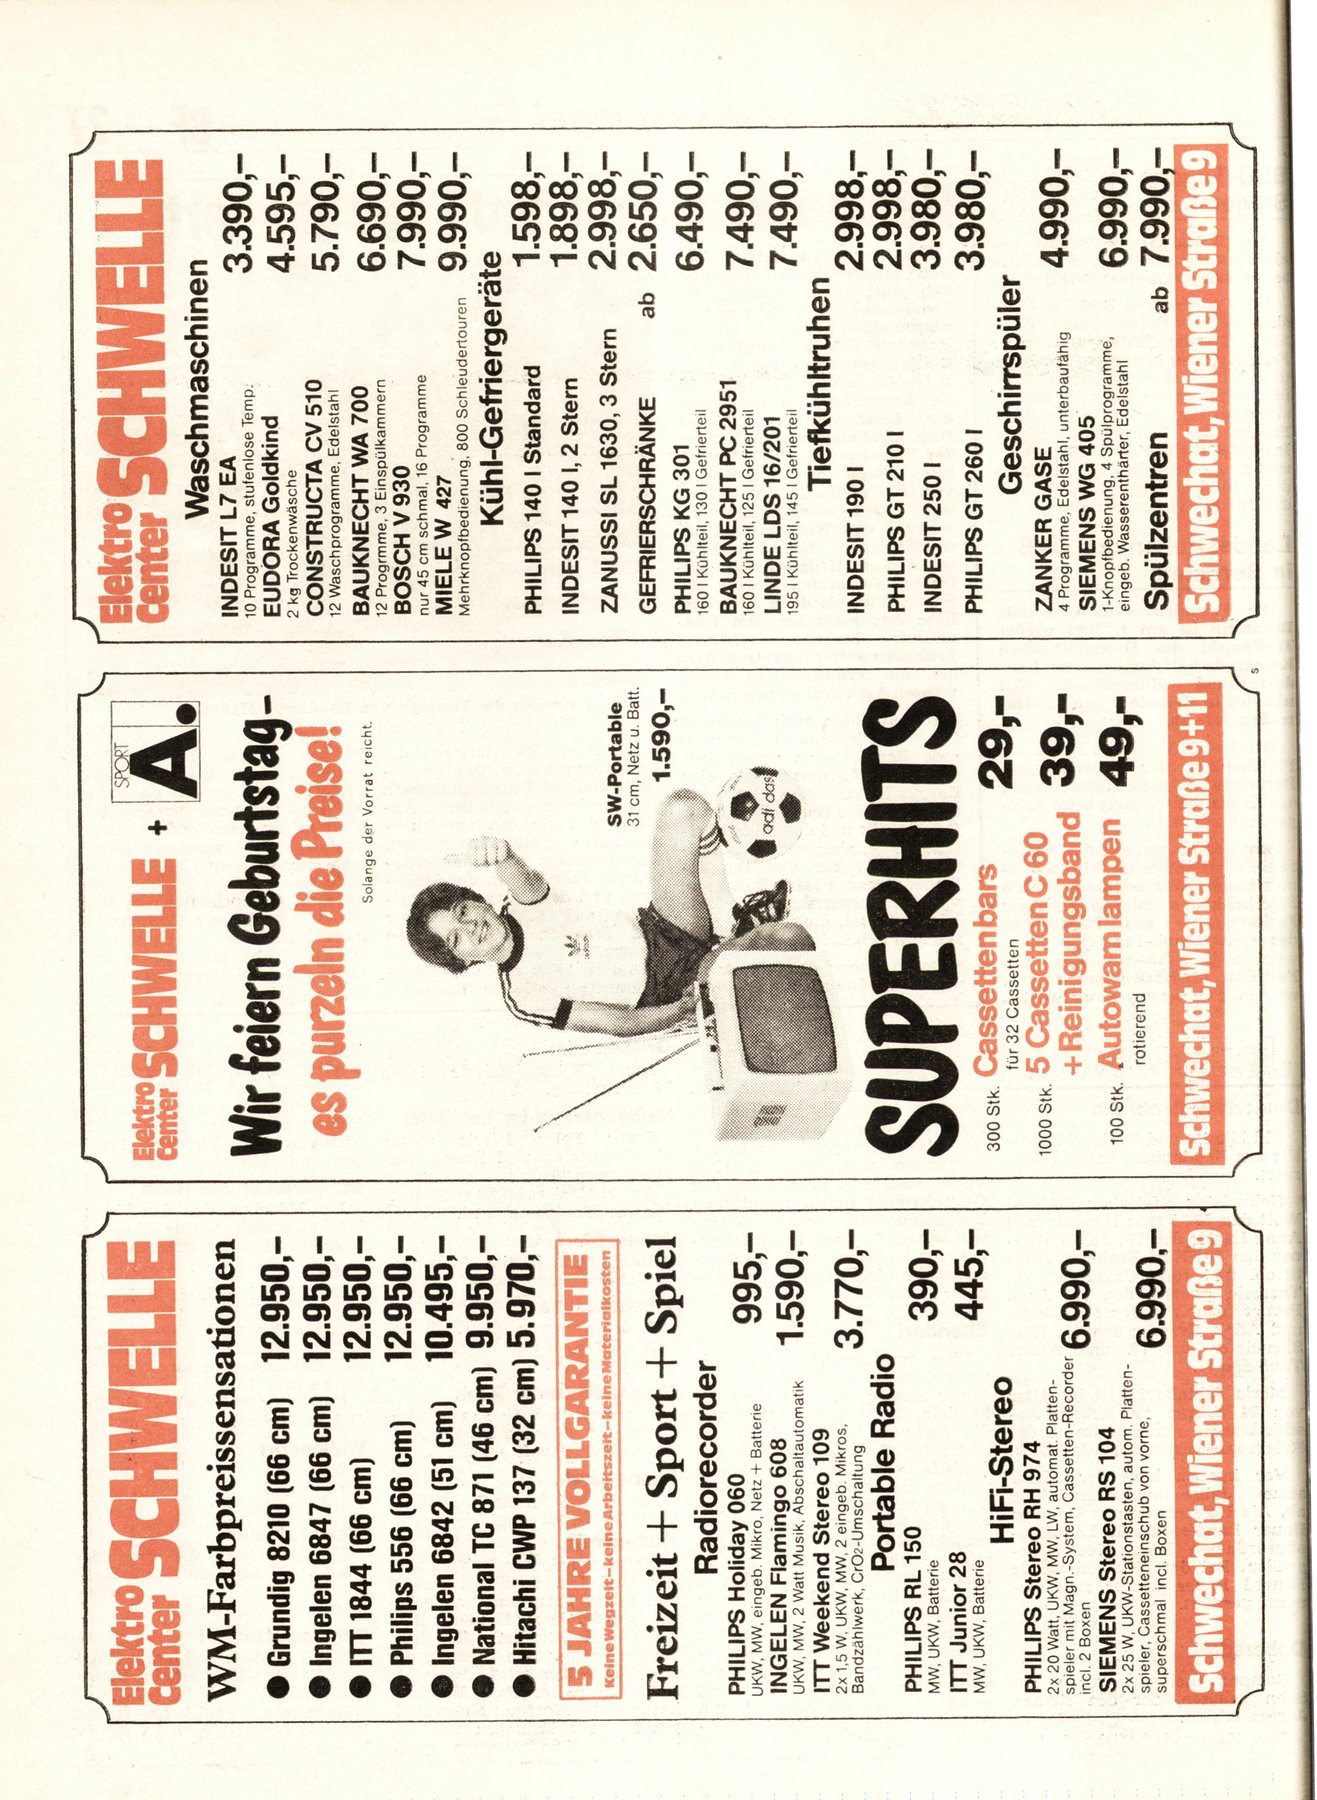 Elektro
Center SCHWELLE
WM-Farbpreissensationen
● Grundig 8210 (66 cm) 12.950,–
● Ingelen 6847 (66 cm) 12.950,–
● ITT 1844 (66 cm) 12.950,–
● Philips 556 (66 cm) 12.950,–
● Ingelen 6842 (51 cm) 10.495,–
● National TC 871 (46 cm) 9.950,–
● Hitachi CWP 137 (32 cm) 5.970,–
5 JAHRE VOLLGARANTIE
Keine Wegzeit – keine Arbeitszeit – keine Materialkosten
Freizeit + Sport + Spiel
Radiorecorder
PHILIPS Holiday 060 995,–
UKW, MW, eingeb. Mikro, Netz + Batterie
INGELEN Flamingo 608 1.590,–
UKW, MW, 2 Watt Musik, Abschaltautomatik
ITT Weekend Stereo 109 3.770,–
2x 1,5 W, UKW, MW, 2 eingeb. Mikros,
Bandzählwerk, CrO2-Umschaltung
Portable Radio
PHILIPS RL 150 390,–
MW, UKW, Batterie
ITT Junior 28 445,–
MW, UKW, Batterie
HiFi-Stereo
PHILIPS Stereo RH 974
2x 20 Watt, UKW, MW, LW, automat. Platten-
spieler mit Magn.-System, Cassetten-Recorder 6.990,–
incl. 2 Boxen
SIEMENS Stereo RS 104
2x 25 W, UKW-Stationstasten, autom. Platten-
spieler, Cassetteneinschub von vorne, 6.990,–
superschmal incl. Boxen
Schwechat, Wiener Straße 9
Elektro
Center SCHWELLE + SPORT A.
Wir feiern Geburtstag –
es purzeln die Preise!
Solange der Vorrat reicht.
adidas
adidas
SW-Portable
31 cm, Netz u. Batt.
1.590,–
SUPERHITS
300 Stk. Cassettenbars 29,–
für 32 Cassetten
1000 Stk. 5 Cassetten C 60 39,–
+ Reinigungsband
100 Stk. Autowarnlampen 49,–
rotierend
Schwechat, Wiener Straße 9+11
S
Elektro
Center SCHWELLE
Waschmaschinen
INDESIT L7 EA 3.390,–
10 Programme, stufenlose Temp.
EUDORA Goldkind 4.595,–
2 kg Trockenwäsche
CONSTRUCTA CV 510 5.790,–
12 Waschprogramme, Edelstahl
BAUKNECHT WA 700 6.690,–
12 Progrmme, 3 Einspülkammern
BOSCH V 930 7.990,–
nur 45 cm schmal, 16 Programme
MIELE W 427 9.990,–
Mehrknopfbedienung, 800 Schleudertouren
Kühl-Gefriergeräte
PHILIPS 140 l Standard 1.598,–
INDESIT 140 l, 2 Stern 1.898,–
ZANUSSI SL 1630, 3 Stern 2.998,–
GEFRIERSCHRÄNKE ab 2.650,–
PHILIPS KG 301 6.490,–
160 l Kühlteil, 130 l Gefrierteil
BAUKNECHT PC 2951 7.490,–
160 l Kühlteil, 125 l Gefrierteil
LINDE LDS 16/201 7.490,–
195 l Kühlteil, 145 l Gefrierteil
Tiefkühltruhen
INDESIT 190 l 2.998,–
PHILIPS GT 210 l 2.998,–
INDESIT 250 l 3.980,–
PHILIPS GT 260 l 3.980,–
Geschirrspüler
ZANKER GASE 4.990,–
4 Programme, Edelstahl, unterbaufähig
SIEMENS WG 405 6.990,–
1-Knopfbedienung, 4 Spülprogramme,
eingeb. Wasserenthärter, Edelstahl
Spülzentren ab 7.990,–
Schwechat, Wiener Straße 9